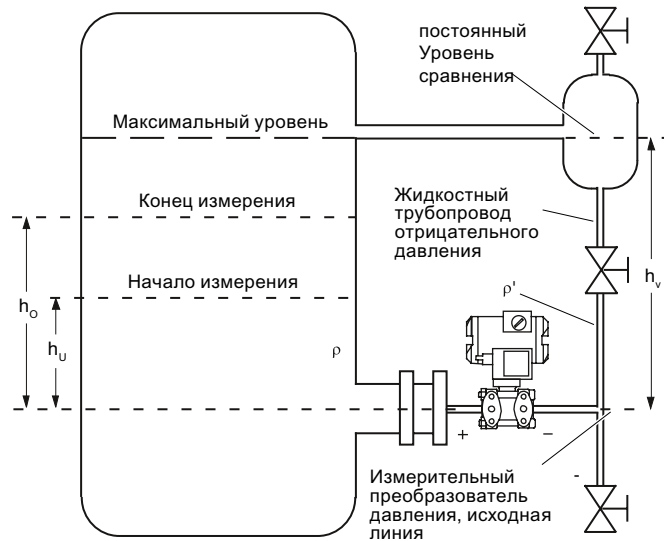 постоянный
Уровень
сравнения
Максимальный уровень
Конец измерения
Жидкостный
трубопровод
отрицательного
давления
Начало измерения
h_O
h_U
h_v
ρ'
ρ
+
−
-
Измерительный
преобразователь
давления, исходная
линия